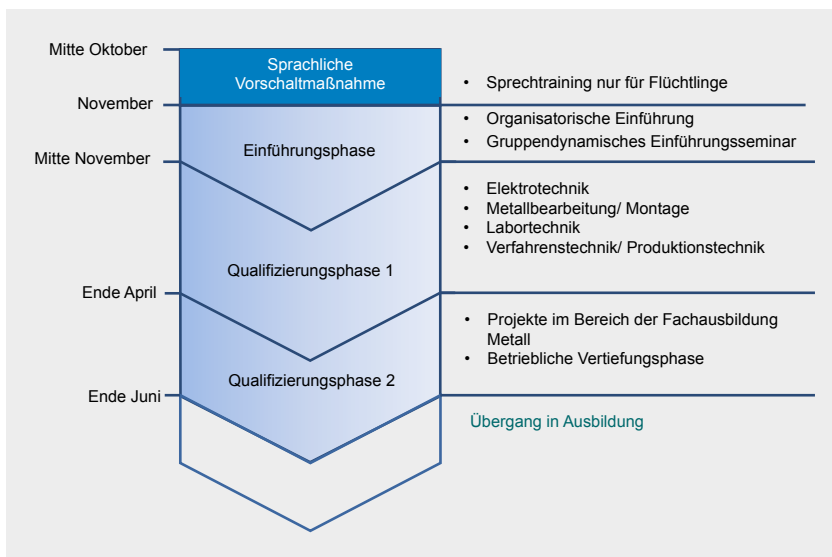 Mitte Oktober
Sprachliche
Vorschaltmaßnahme
• Sprechtraining nur für Flüchtlinge
November
• Organisatorische Einführung
• Gruppendynamisches Einführungsseminar
Einführungsphase
Mitte November
• Elektrotechnik
• Metallbearbeitung/ Montage
• Labortechnik
• Verfahrenstechnik/ Produktionstechnik
Qualifizierungsphase 1
Ende April
• Projekte im Bereich der Fachausbildung
Metall
• Betriebliche Vertiefungsphase
Qualifizierungsphase 2
Ende Juni
Übergang in Ausbildung